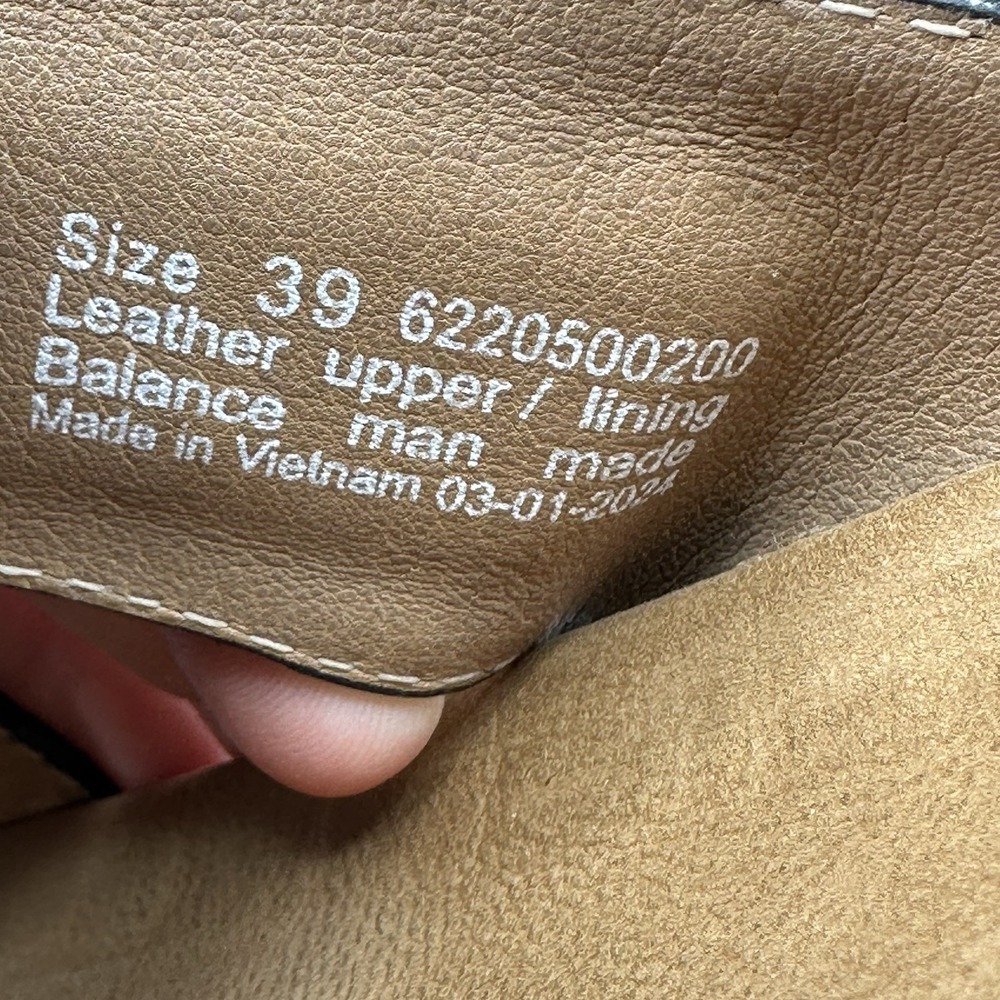 Size 39 6220500200
Leather upper / lining
Balance man made
Made in Vietnam 03-01-2024